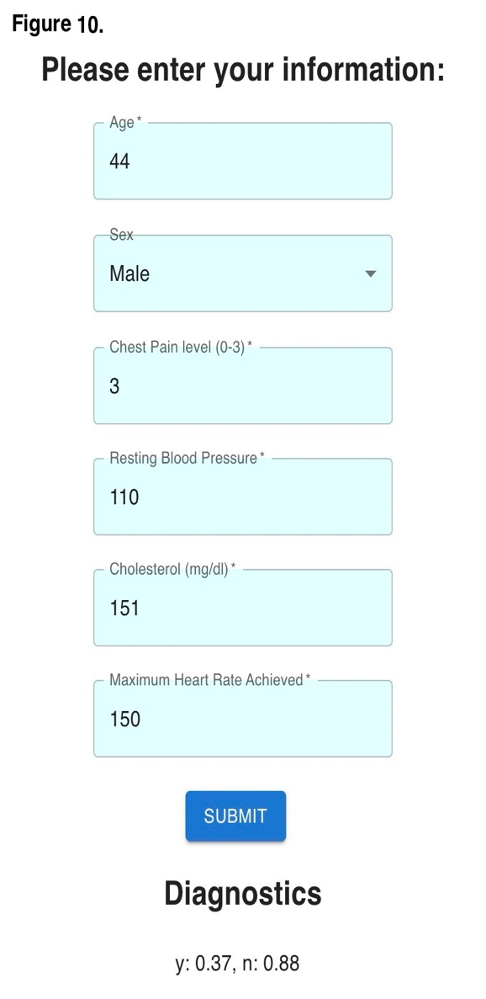 Figure 10.
Please enter your information:
Age *
44
Sex
Male
Chest Pain level (0-3) *
3
Resting Blood Pressure *
110
Cholesterol (mg/dl) *
151
Maximum Heart Rate Achieved *
150
SUBMIT
Diagnostics
y: 0.37, n: 0.88